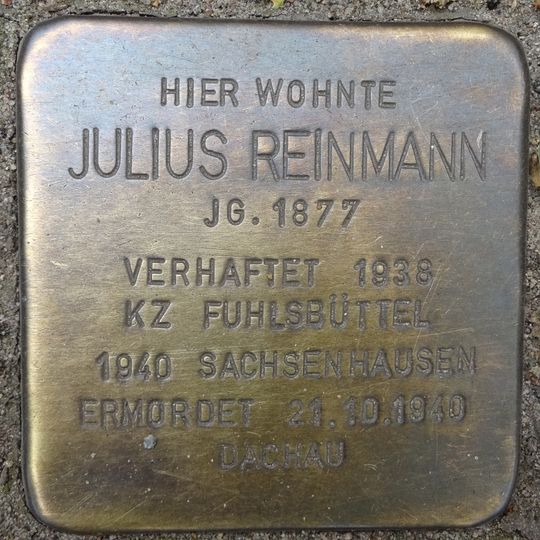 HIER WOHNTE
JULIUS REINMANN
JG. 1877
VERHAFTET 1938
KZ FUHLSBÜTTEL
1940 SACHSENHAUSEN
ERMORDET 21.10.1940
DACHAU